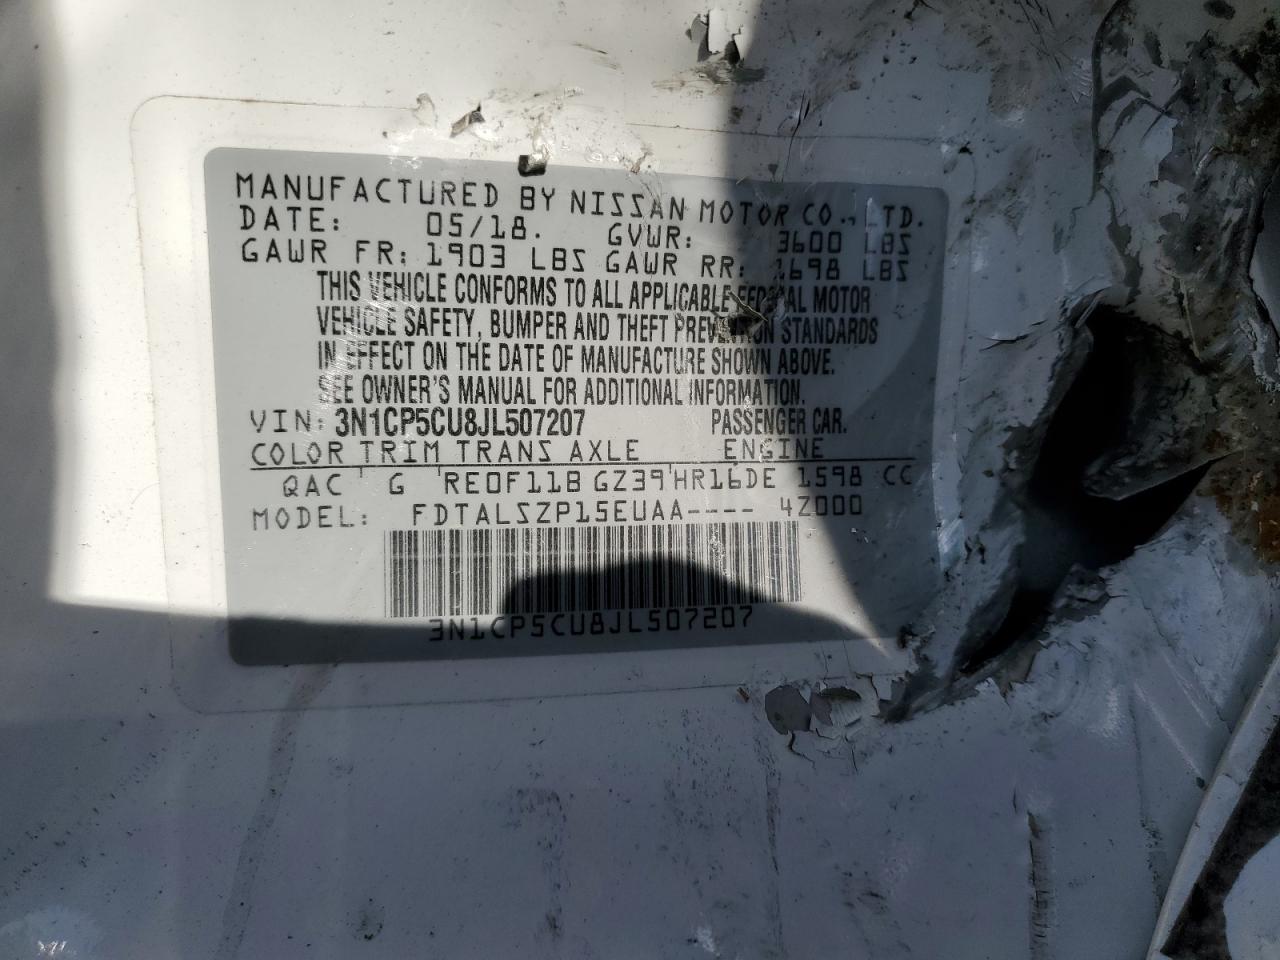 MANUFACTURED BY NISSAN MOTOR CO., LTD.
DATE: 05/18. GVWR: 3600 LBS
GAWR FR: 1903 LBS GAWR RR: 1698 LBS
THIS VEHICLE CONFORMS TO ALL APPLICABLE FEDERAL MOTOR
VEHICLE SAFETY, BUMPER AND THEFT PREVENTION STANDARDS
IN EFFECT ON THE DATE OF MANUFACTURE SHOWN ABOVE.
SEE OWNER'S MANUAL FOR ADDITIONAL INFORMATION.
VIN: 3N1CP5CU8JL507207 PASSENGER CAR.
COLOR TRIM TRANS AXLE ENGINE
QAC G RE0F11B GZ39 HR16DE 1598 CC
MODEL: FDTALSZP15EUAA---- 4Z000
3N1CP5CU8JL507207